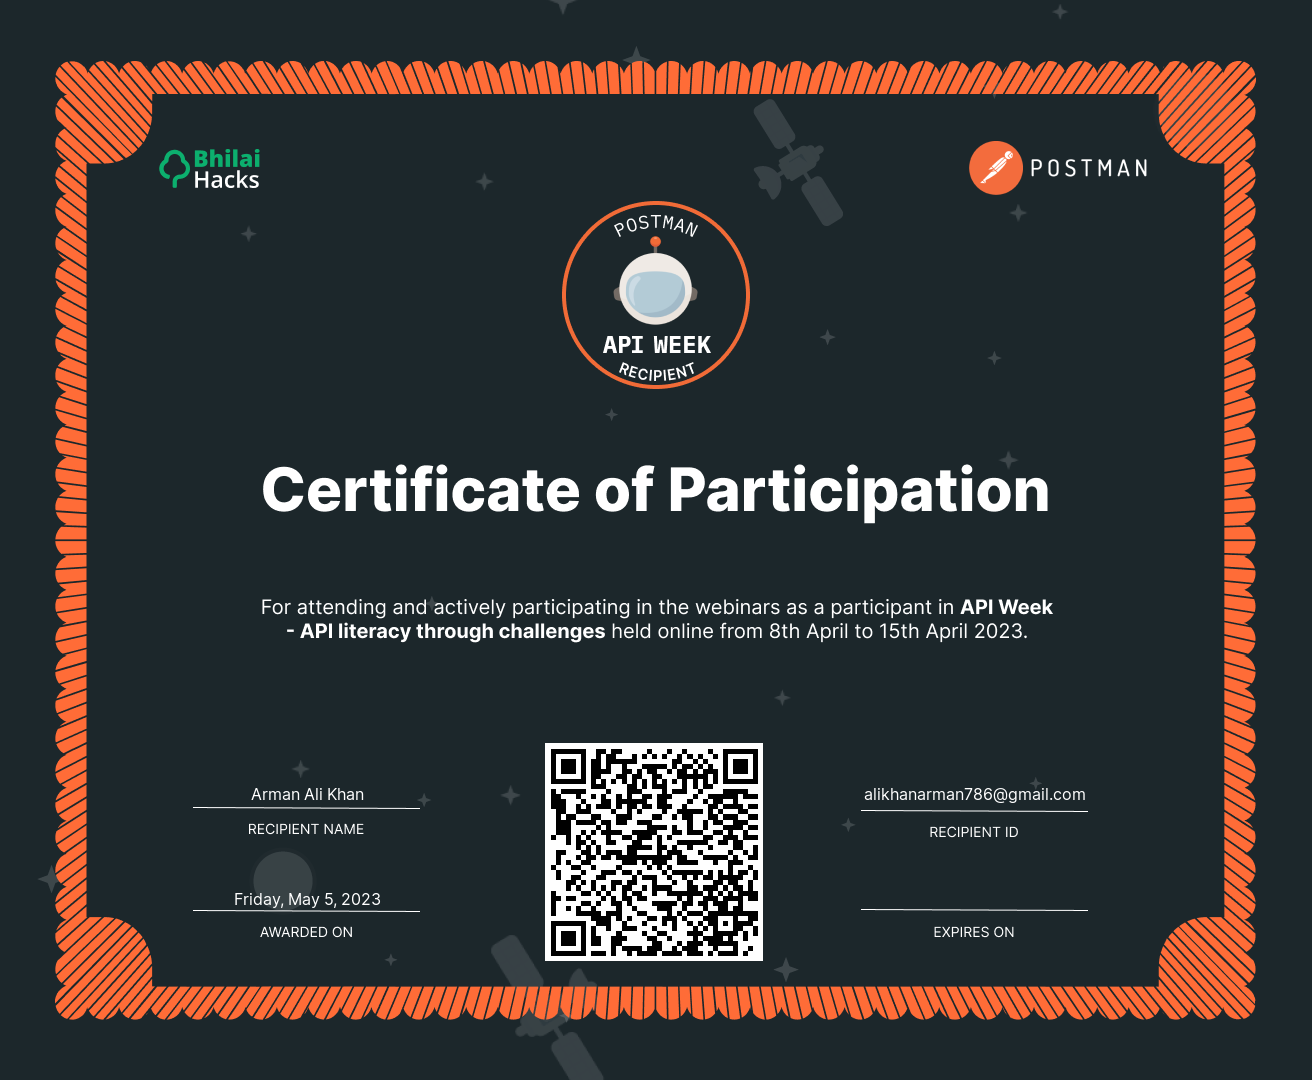 Bhilai
Hacks
POSTMAN
POSTMAN
API WEEK
RECIPIENT
Certificate of Participation
For attending and actively participating in the webinars as a participant in API Week
- API literacy through challenges held online from 8th April to 15th April 2023.
Arman Ali Khan
RECIPIENT NAME
alikhanarman786@gmail.com
RECIPIENT ID
Friday, May 5, 2023
AWARDED ON
EXPIRES ON